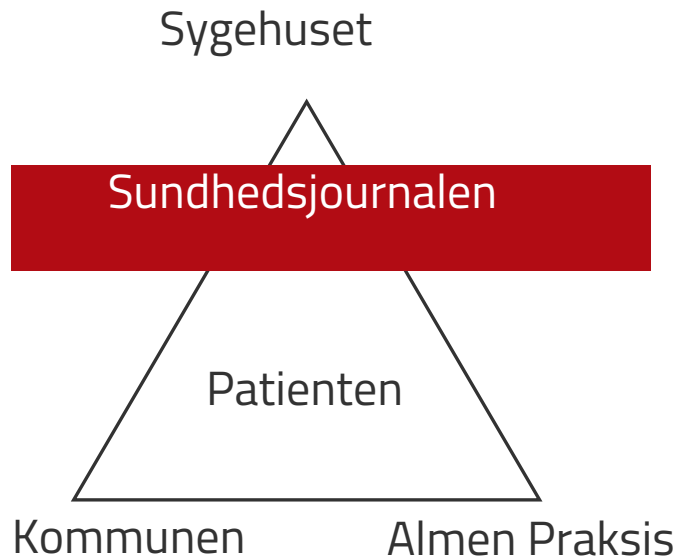 Sygehuset
Sundhedsjournalen
Patienten
Kommunen
Almen Praksis